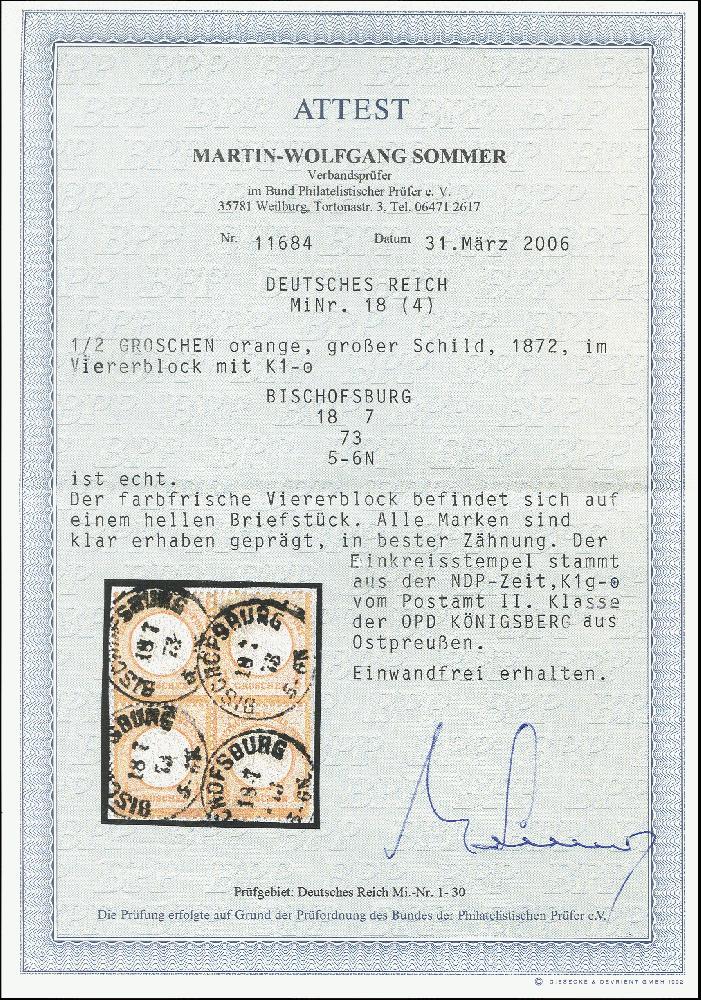 ATTEST
MARTIN-WOLFGANG SOMMER
Verbandsprüfer
im Bund Philatelistischer Prüfer e. V.
35781 Weilburg, Tortonastr. 3, Tel. 06471 2617
Nr. 11684 Datum 31.März 2006
DEUTSCHES REICH
MiNr. 18 (4)
1/2 GROSCHEN orange, großer Schild, 1872, im
Viererblock mit K1-o
BISCHOFSBURG
18 7
73
5-6N
ist echt.
Der farbfrische Viererblock befindet sich auf
einem hellen Briefstück. Alle Marken sind
klar erhaben geprägt, in bester Zähnung. Der
Einkreisstempel stammt
aus der NDP-Zeit,K1g-o
vom Postamt II. Klasse
der OPD KÖNIGSBERG aus
Ostpreußen.
Einwandfrei erhalten.
Prüfgebiet: Deutsches Reich Mi.-Nr. 1- 30
Die Prüfung erfolgte auf Grund der Prüfordnung des Bundes der Philatelistischen Prüfer e.V.
© GIESECKE & DEVRIENT GMBH 1992